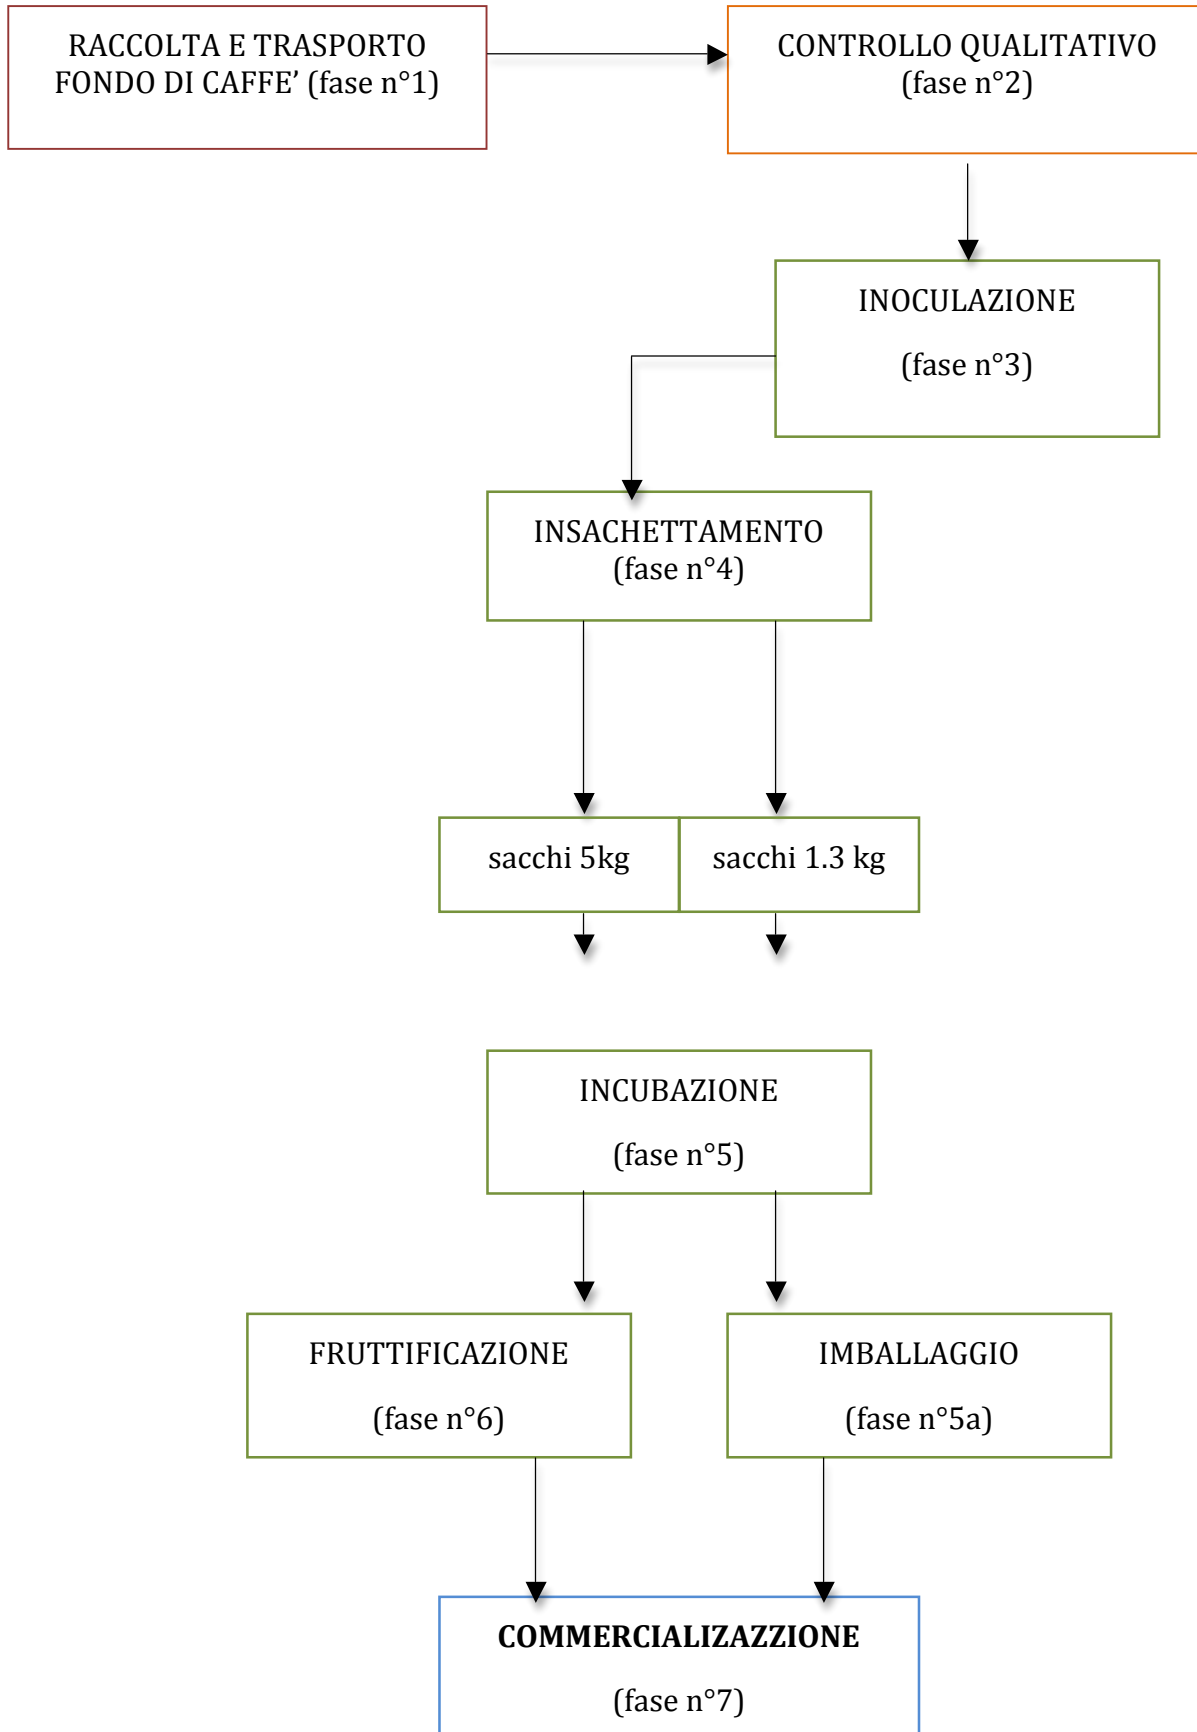 RACCOLTA E TRASPORTO
FONDO DI CAFFE’ (fase n°1)
CONTROLLO QUALITATIVO
(fase n°2)
INOCULAZIONE
(fase n°3)
INSACHETTAMENTO
(fase n°4)
sacchi 5kg
sacchi 1.3 kg
INCUBAZIONE
(fase n°5)
FRUTTIFICAZIONE
(fase n°6)
IMBALLAGGIO
(fase n°5a)
COMMERCIALIZAZZIONE
(fase n°7)